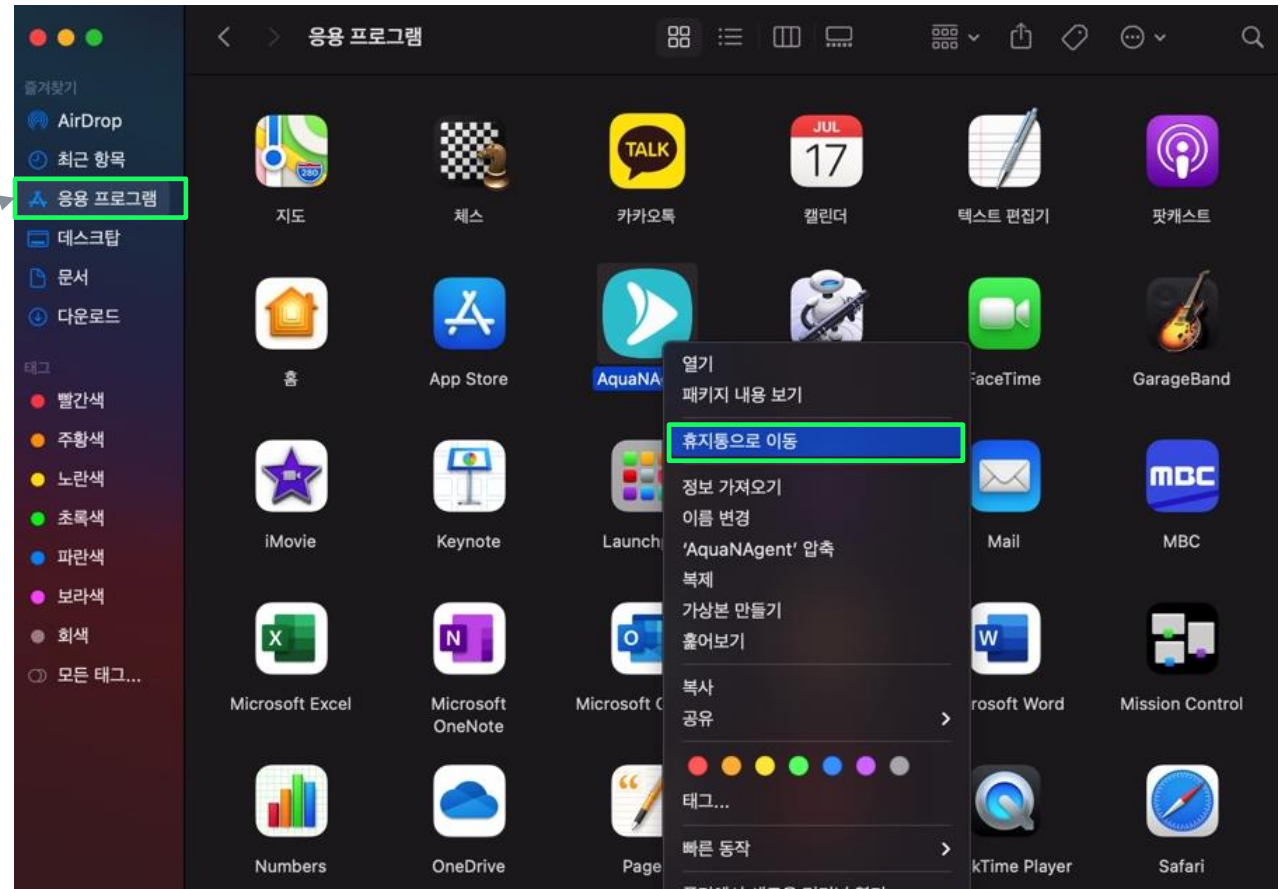 응용 프로그램
즐겨찾기
AirDrop
최근 항목
응용 프로그램
데스크탑
문서
다운로드
태그
빨간색
주황색
노란색
초록색
파란색
보라색
회색
모든 태그...
280
TALK
JUL
17
지도
체스
카카오톡
캘린더
텍스트 편집기
팟캐스트
홈
App Store
AquaNA
FaceTime
GarageBand
mBC
iMovie
Keynote
Launch
Mail
MBC
X
N
O
W
Microsoft Excel
Microsoft
OneNote
Microsoft
rosoft Word
Mission Control
Numbers
OneDrive
Page
kTime Player
Safari
열기
패키지 내용 보기
휴지통으로 이동
정보 가져오기
이름 변경
‘AquaNAgent’ 압축
복제
가상본 만들기
훑어보기
복사
공유
태그...
빠른 동작